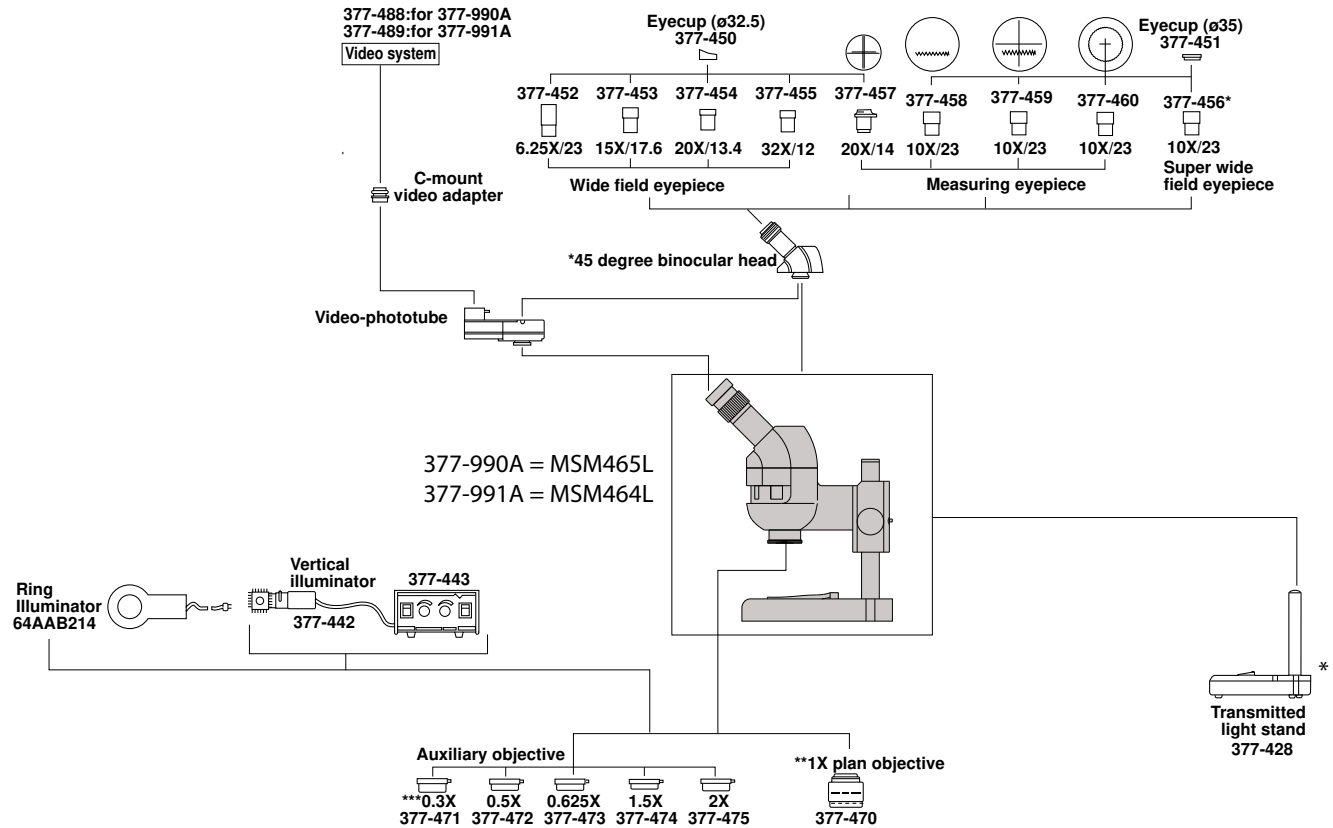 377-488:for 377-990A
377-489:for 377-991A
Video system
Eyecup (ø32.5)
377-450
Eyecup (ø35)
377-451
377-452
377-453
377-454
377-455
377-457
377-458
377-459
377-460
377-456*
6.25X/23
15X/17.6
20X/13.4
32X/12
20X/14
10X/23
10X/23
10X/23
10X/23
Wide field eyepiece
Measuring eyepiece
Super wide
field eyepiece
C-mount
video adapter
*45 degree binocular head
Video-phototube
377-990A = MSM465L
377-991A = MSM464L
Ring
Illuminator
64AAB214
Vertical
illuminator
377-442
377-443
*
Transmitted
light stand
377-428
Auxiliary objective
***0.3X
377-471
0.5X
377-472
0.625X
377-473
1.5X
377-474
2X
377-475
**1X plan objective
377-470